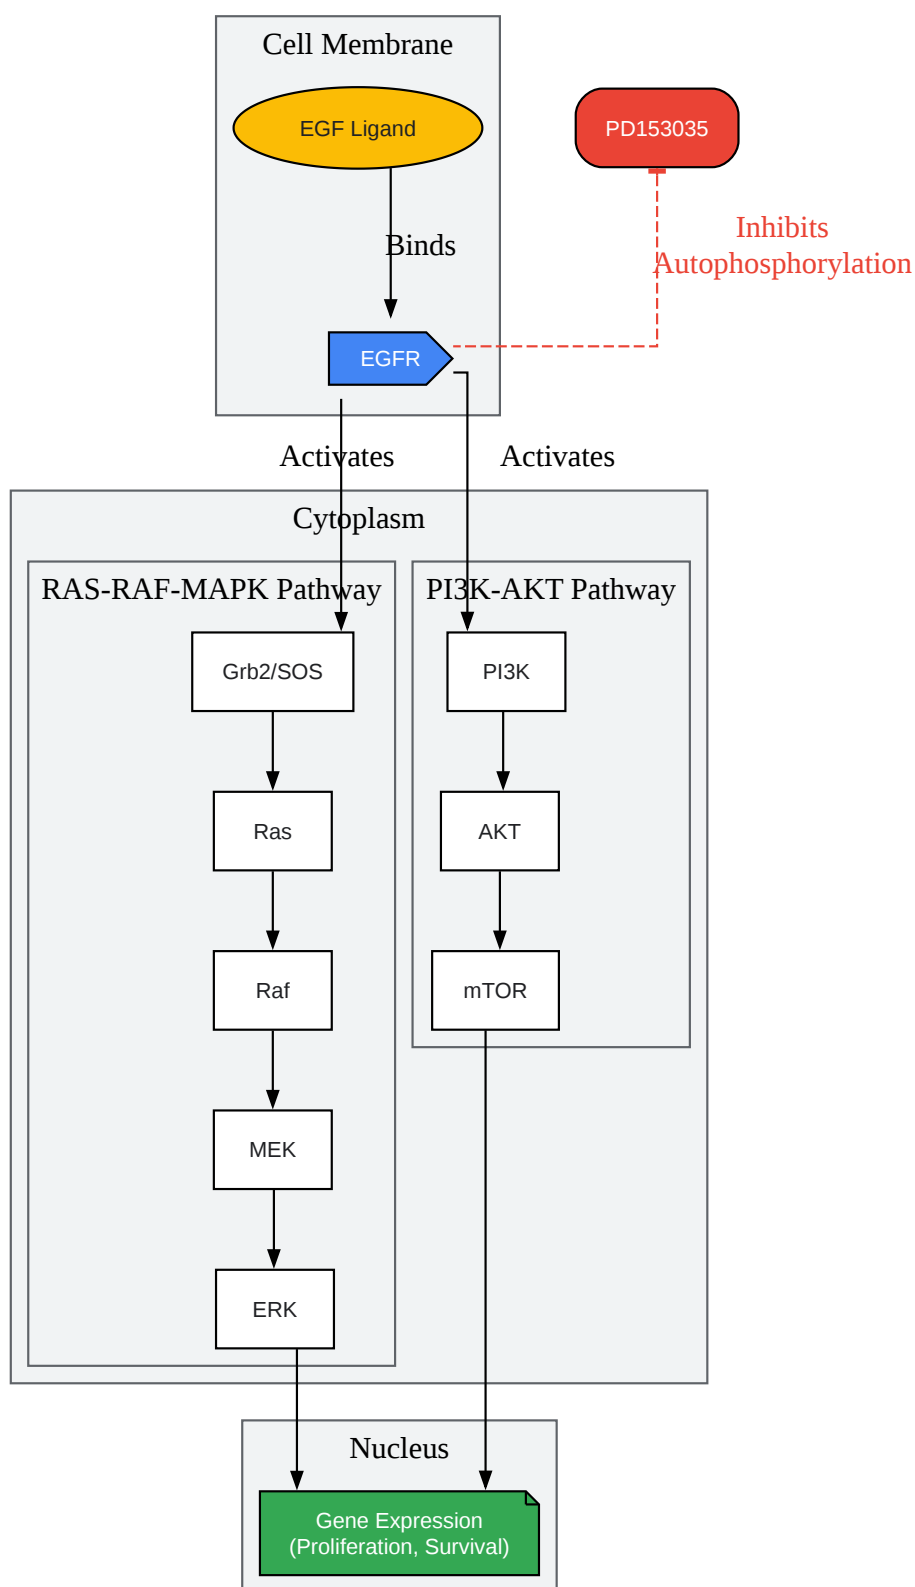 Cell Membrane
EGF Ligand
PD153035
Inhibits
Autophosphorylation
Binds
EGFR
Activates
Activates
Cytoplasm
RAS-RAF-MAPK Pathway
PI3K-AKT Pathway
Grb2/SOS
PI3K
Ras
AKT
Raf
mTOR
MEK
ERK
Nucleus
Gene Expression
(Proliferation, Survival)